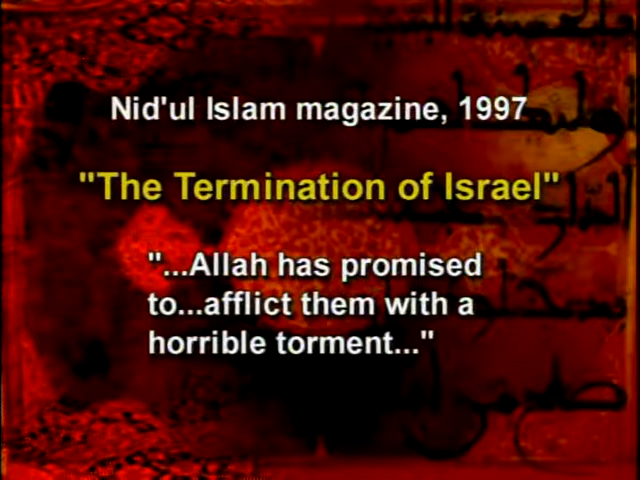 Nid'ul Islam magazine, 1997
"The Termination of Israel"
"...Allah has promised
to...afflict them with a
horrible torment..."